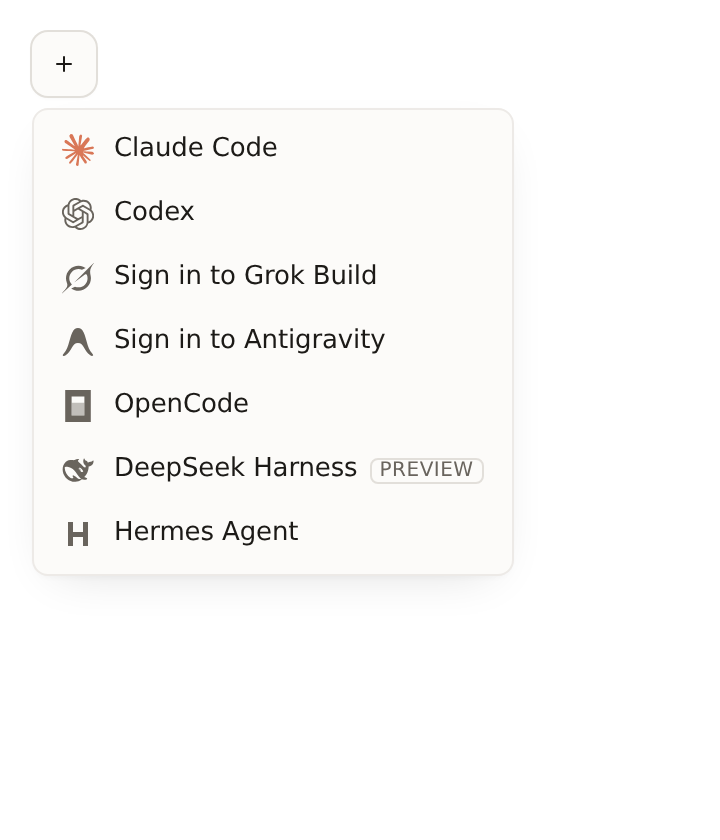 +
Claude Code
Codex
Sign in to Grok Build
Sign in to Antigravity
OpenCode
DeepSeek Harness PREVIEW
Hermes Agent